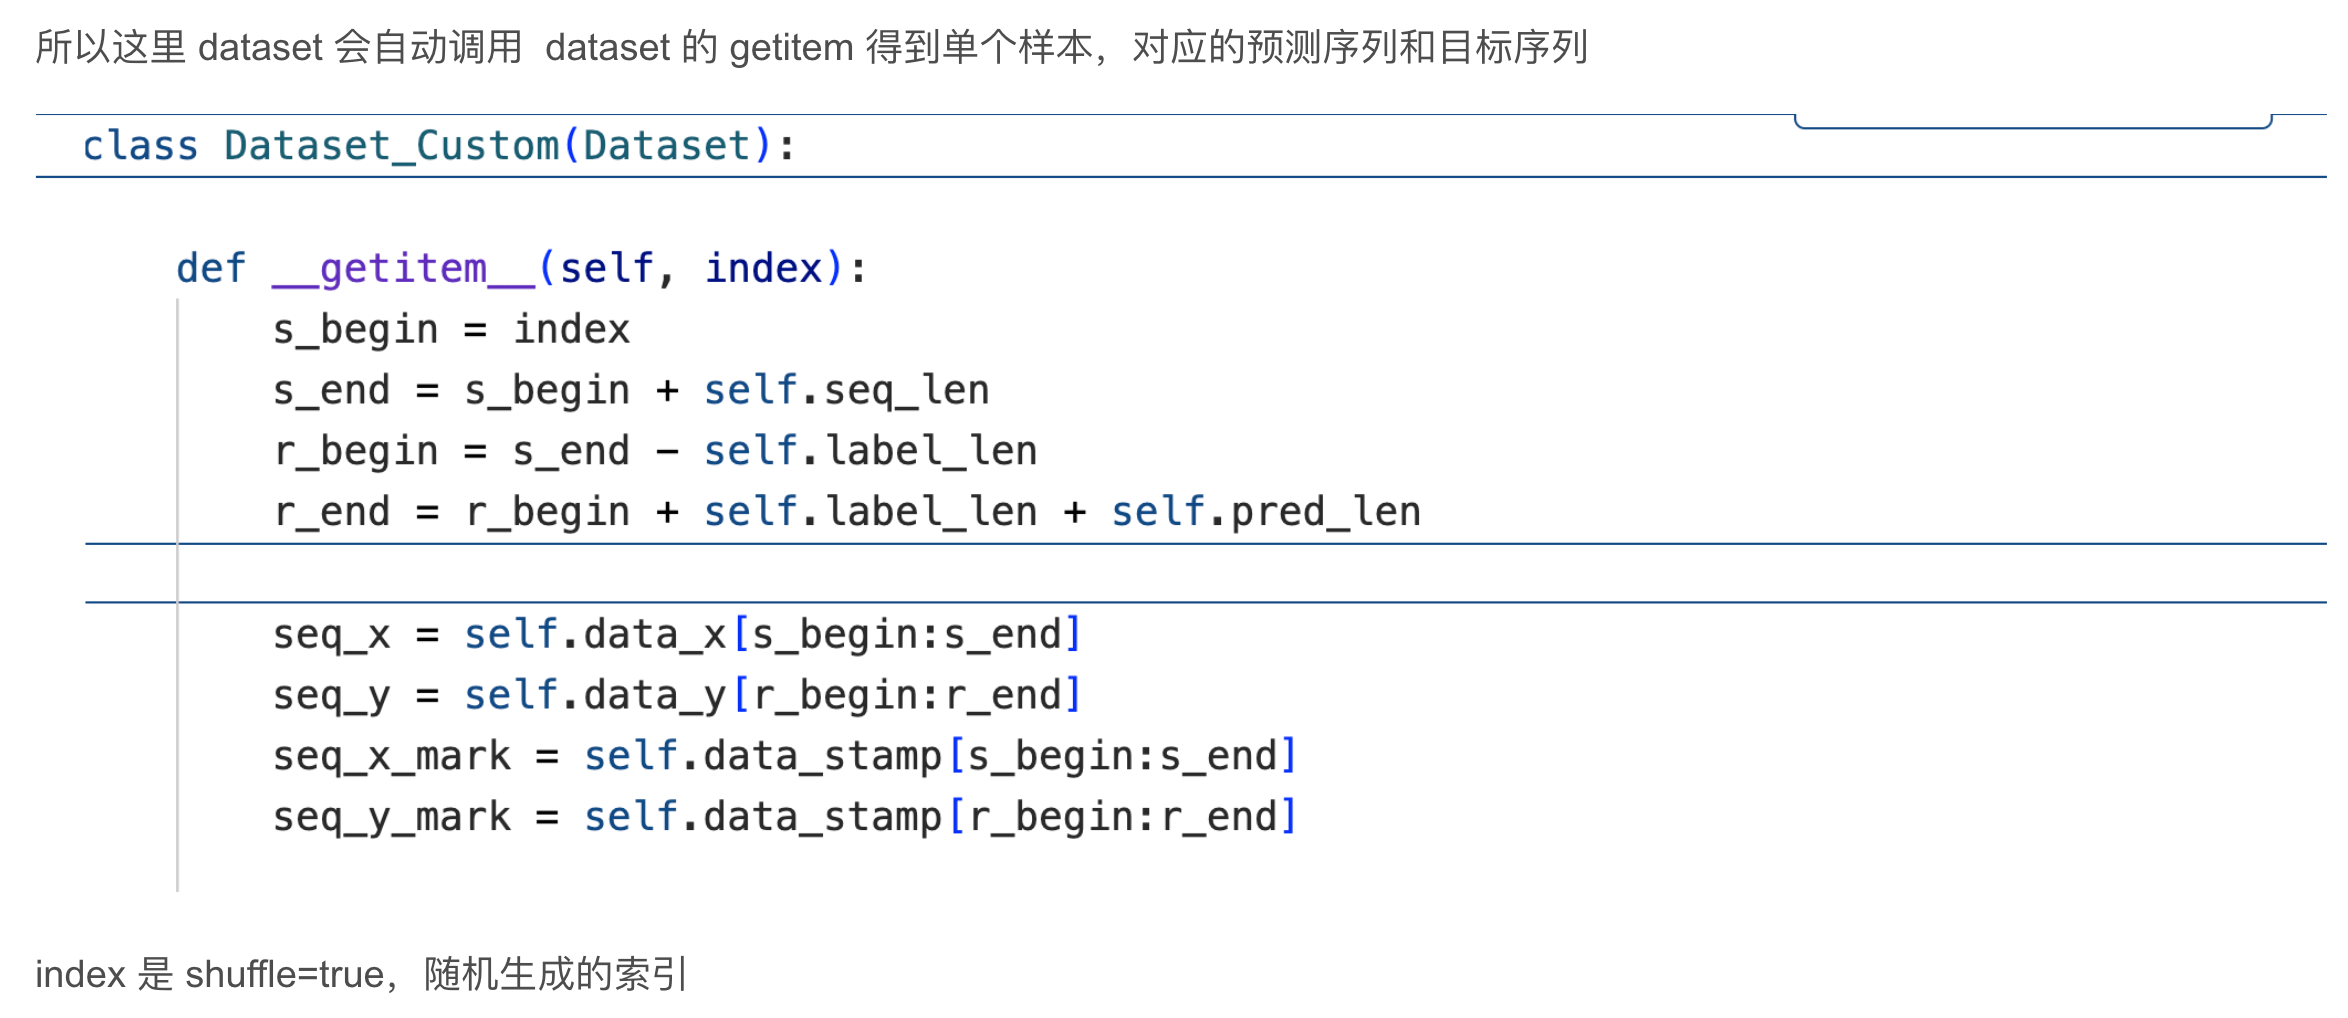 所以这里 dataset 会自动调用  dataset 的 getitem 得到单个样本，对应的预测序列和目标序列
class Dataset_Custom(Dataset):
    def __getitem__(self, index):
        s_begin = index
        s_end = s_begin + self.seq_len
        r_begin = s_end - self.label_len
        r_end = r_begin + self.label_len + self.pred_len
        seq_x = self.data_x[s_begin:s_end]
        seq_y = self.data_y[r_begin:r_end]
        seq_x_mark = self.data_stamp[s_begin:s_end]
        seq_y_mark = self.data_stamp[r_begin:r_end]
index 是 shuffle=true，随机生成的索引